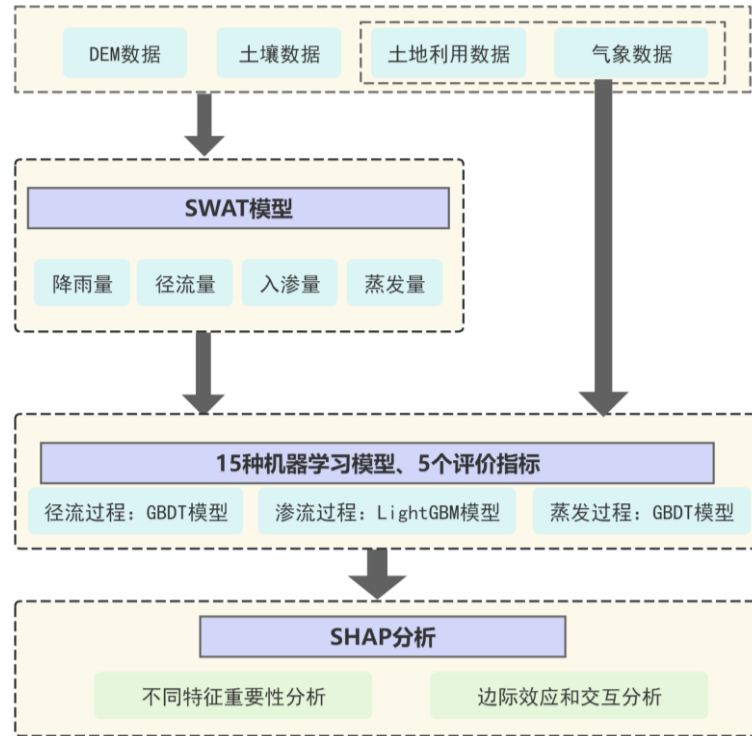 DEM数据 土壤数据 土地利用数据 气象数据
SWAT模型
降雨量 径流量 入渗量 蒸发量
15种机器学习模型、5个评价指标
径流过程：GBDT模型 渗流过程：LightGBM模型 蒸发过程：GBDT模型
SHAP分析
不同特征重要性分析 边际效应和交互分析